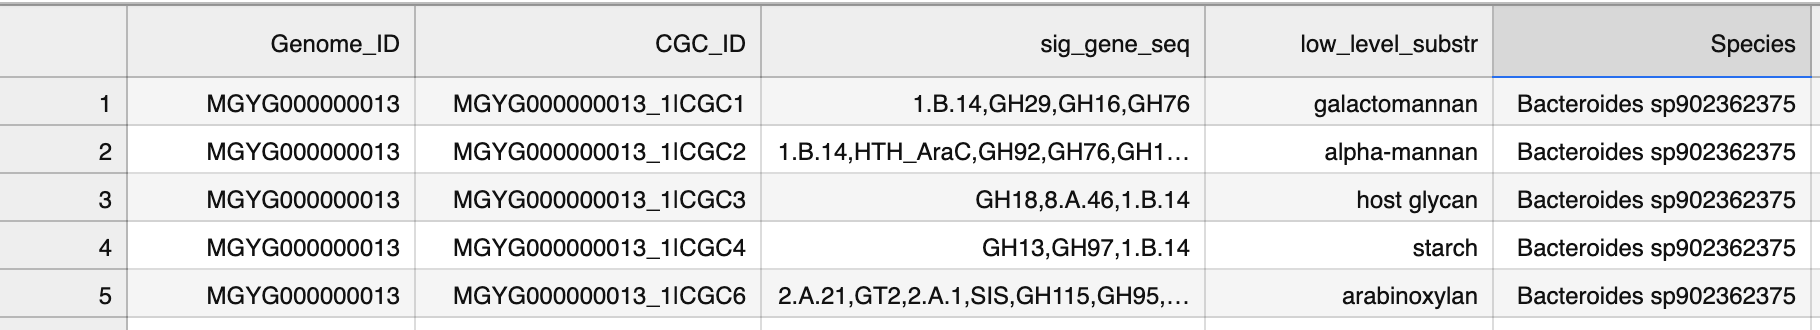 Genome_ID CGC_ID sig_gene_seq low_level_substr Species
1 MGYG000000013 MGYG000000013_1|CGC1 1.B.14,GH29,GH16,GH76 galactomannan Bacteroides sp902362375
2 MGYG000000013 MGYG000000013_1|CGC2 1.B.14,HTH_AraC,GH92,GH76,GH1... alpha-mannan Bacteroides sp902362375
3 MGYG000000013 MGYG000000013_1|CGC3 GH18,8.A.46,1.B.14 host glycan Bacteroides sp902362375
4 MGYG000000013 MGYG000000013_1|CGC4 GH13,GH97,1.B.14 starch Bacteroides sp902362375
5 MGYG000000013 MGYG000000013_1|CGC6 2.A.21,GT2,2.A.1,SIS,GH115,GH95,... arabinoxylan Bacteroides sp902362375